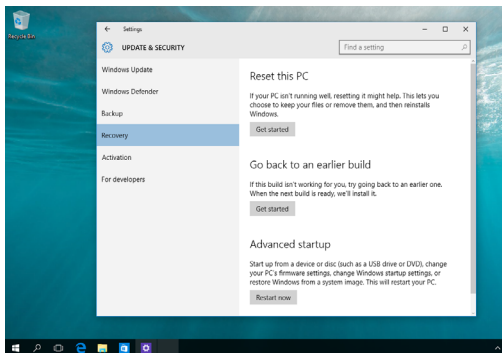 Recycle Bin
Settings
UPDATE & SECURITY
Find a setting
Windows Update
Windows Defender
Backup
Recovery
Activation
For developers
Reset this PC
If your PC isn't running well, resetting it might help. This lets you
choose to keep your files or remove them, and then reinstalls
Windows.
Get started
Go back to an earlier build
If this build isn't working for you, try going back to an earlier one.
When the next build is ready, we'll install it.
Get started
Advanced startup
Start up from a device or disc (such as a USB drive or DVD), change
your PC's firmware settings, change Windows startup settings, or
restore Windows from a system image. This will restart your PC.
Restart now